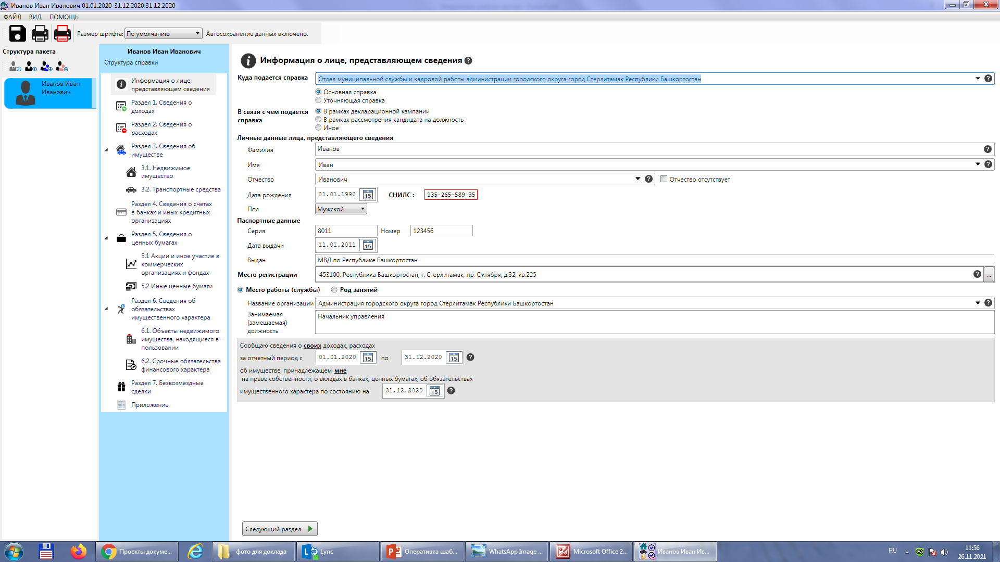 Иванов Иван Иванович 01.01.2020-31.12.2020:31.12.2020
ФАЙЛ ВИД ПОМОЩЬ
Размер шрифта: По умолчанию Автосохранение данных включено.
Структура пакета
Иванов Иван
Иванович
Иванов Иван Иванович
Структура справки
Информация о лице,
представляющем сведения
Раздел 1. Сведения о
доходах
Раздел 2. Сведения о
расходах
Раздел 3. Сведения об
имуществе
3.1. Недвижимое
имущество
3.2. Транспортные средства
Раздел 4. Сведения о счетах
в банках и иных кредитных
организациях
Раздел 5. Сведения о
ценных бумагах
5.1 Акции и иное участие в
коммерческих
организациях и фондах
5.2 Иные ценные бумаги
Раздел 6. Сведения об
обязательствах
имущественного характера
6.1. Объекты недвижимого
имущества, находящиеся в
пользовании
6.2. Срочные обязательства
финансового характера
Раздел 7. Безвозмездные
сделки
Приложение
Информация о лице, представляющем сведения
Куда подается справка Отдел муниципальной службы и кадровой работы администрации городского округа город Стерлитамак Республики Башкортостан
Основная справка
Уточняющая справка
В связи с чем подается
справка
В рамках декларационной кампании
В рамках рассмотрения кандидата на должность
Иное
Личные данные лица, представляющего сведения
Фамилия Иванов
Имя Иван
Отчество Иванович Отчество отсутствует
Дата рождения 01.01.1990 15 СНИЛС : 135-265-589 35
Пол Мужской
Паспортные данные
Серия 8011 Номер 123456
Дата выдачи 11.01.2011 15
Выдан МВД по Республике Башкортостан
Место регистрации 453100, Республика Башкортостан, г. Стерлитамак, пр. Октября, д.32, кв.225 ...
Место работы (службы) Род занятий
Название организации Администрация городского округа город Стерлитамак Республики Башкортостан
Занимаемая
(замещаемая)
должность
Начальник управления
Сообщаю сведения о своих доходах, расходах
за отчетный период с 01.01.2020 15 по 31.12.2020 15
об имуществе, принадлежащем мне
на праве собственности, о вкладах в банках, ценных бумагах, об обязательствах
имущественного характера по состоянию на 31.12.2020 15
Следующий раздел
Проекты докуме... фото для доклада Lync Оперативка шаб... WhatsApp Image ... Microsoft Office 2... Иванов Иван Ив... RU
11:56
26.11.2021